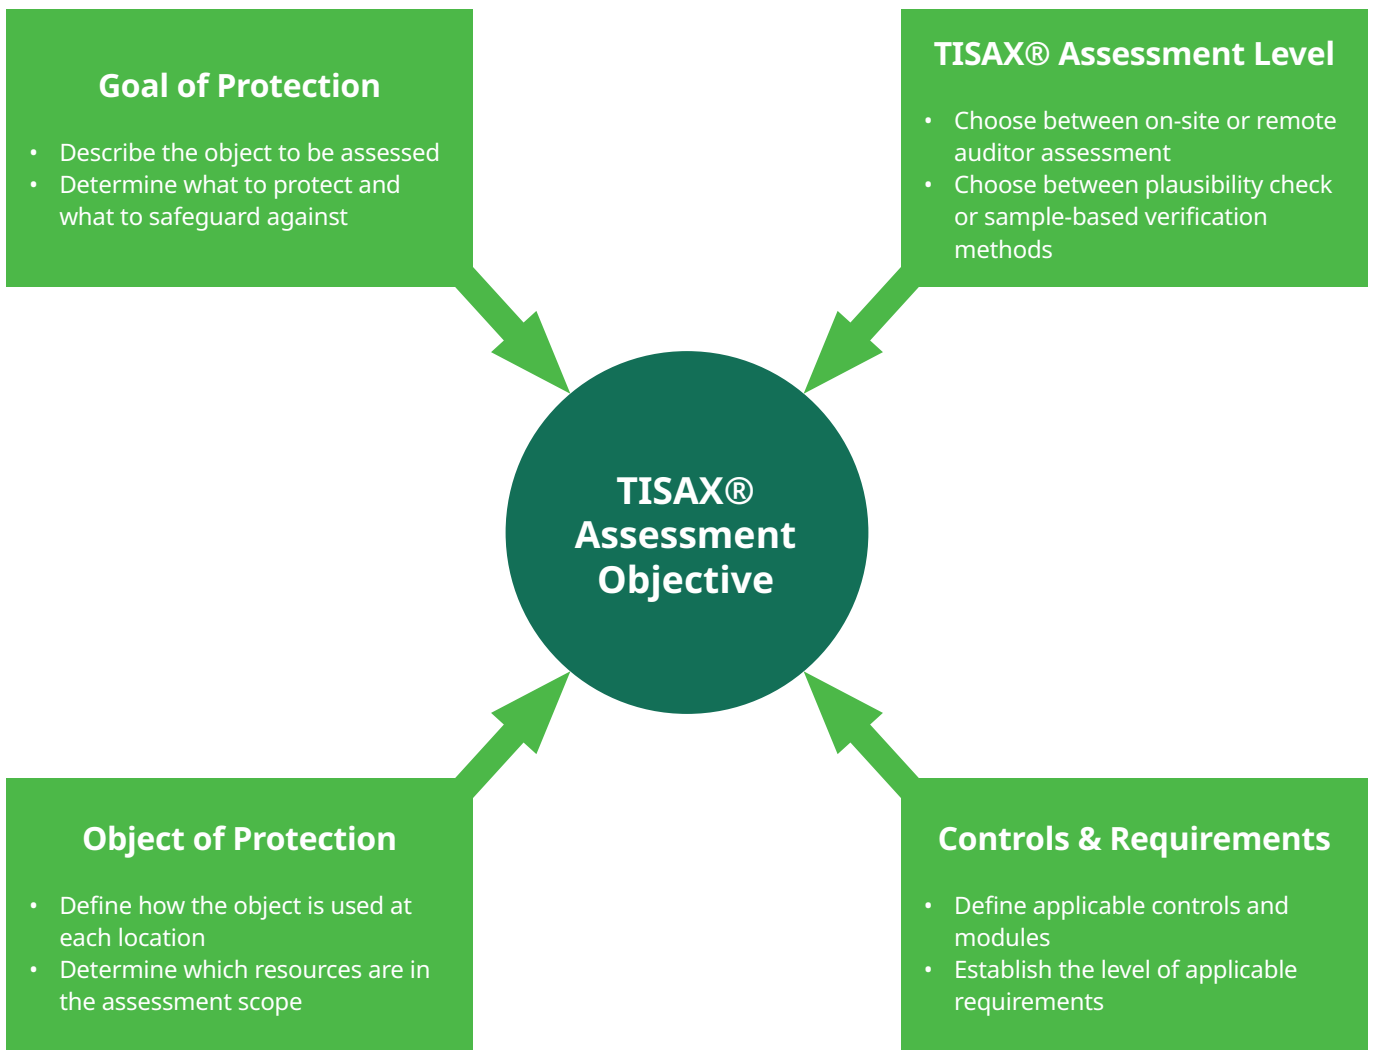 Goal of Protection
• Describe the object to be assessed
• Determine what to protect and
what to safeguard against
TISAX® Assessment Level
• Choose between on-site or remote
auditor assessment
• Choose between plausibility check
or sample-based verification
methods
TISAX®
Assessment
Objective
Object of Protection
• Define how the object is used at
each location
• Determine which resources are in
the assessment scope
Controls & Requirements
• Define applicable controls and
modules
• Establish the level of applicable
requirements